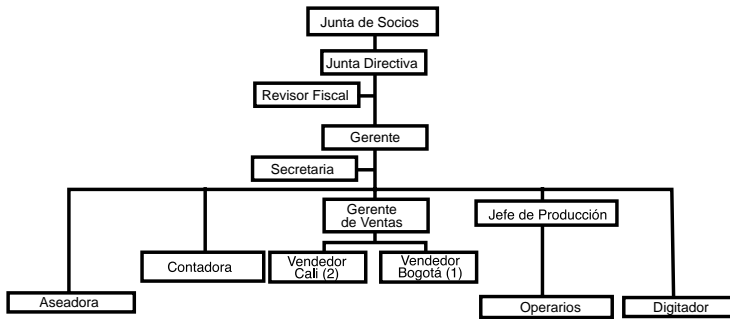 Junta de Socios
Junta Directiva
Revisor Fiscal
Gerente
Secretaria
Gerente
de Ventas
Jefe de Producción
Contadora
Vendedor
Cali (2)
Vendedor
Bogotá (1)
Aseadora
Operarios
Digitador